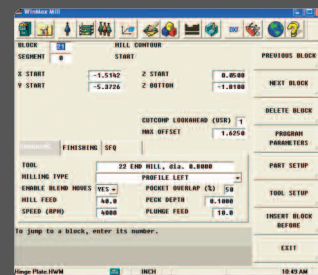 WinMax Mill
BLOCK 21 MILL CONTOUR
SEGMENT 0 START
PREVIOUS BLOCK
X START -1.5142 Z START 0.0500
Y START -5.3726 Z BOTTOM -1.0100
NEXT BLOCK
DELETE BLOCK
CUTCOMP LOOKAHEAD (USR) 1
MAX OFFSET 1.6250
PROGRAM PARAMETERS
FINISHING SFQ
TOOL 22 END MILL, dia. 0.8000
PART SETUP
MILLING TYPE PROFILE LEFT
ENABLE BLEND MOVES YES POCKET OVERLAP (%) 50
TOOL SETUP
MILL FEED 40.0 PECK DEPTH 0.1000
SPEED (RPM) 4000 PLUNGE FEED 10.0
INSERT BLOCK BEFORE
To jump to a block, enter its number.
EXIT
Hinge Plate.HWM INCH 10:49 AM